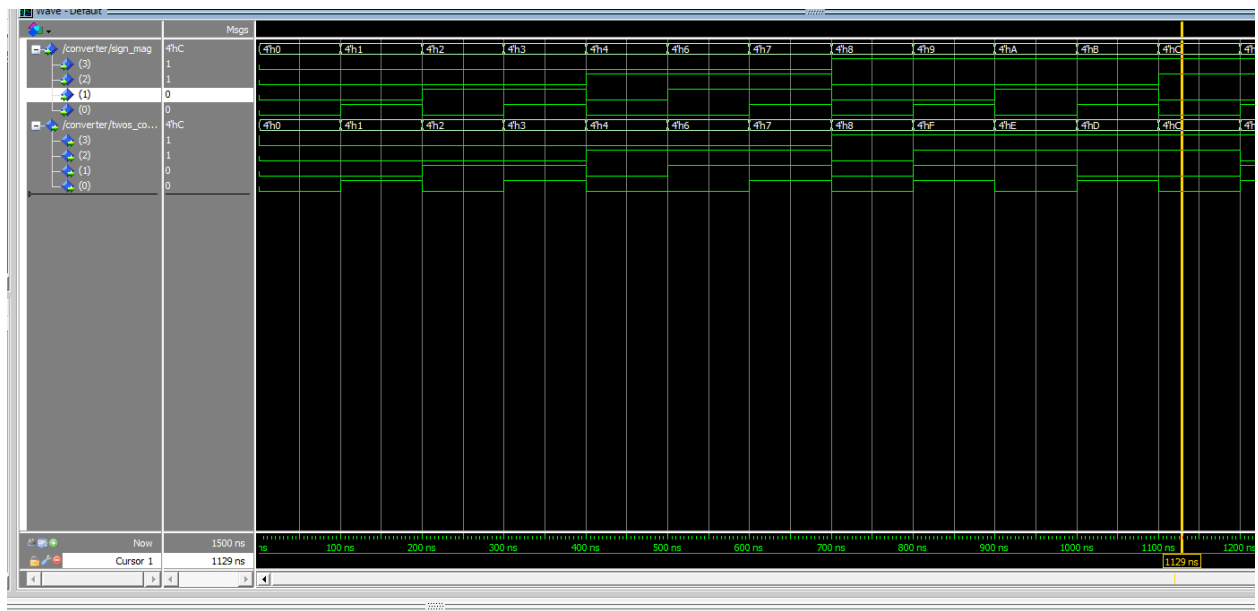 Wave - Default
Msgs
/converter/sign_mag 4'hC 4'h0 4'h1 4'h2 4'h3 4'h4 4'h6 4'h7 4'h8 4'h9 4'hA 4'hB 4'hC 4'h
(3) 1
(2) 1
(1) 0
(0) 0
/converter/twos_co... 4'hC 4'h0 4'h1 4'h2 4'h3 4'h4 4'h6 4'h7 4'h8 4'hF 4'hE 4'hD 4'hC 4'h
(3) 1
(2) 1
(1) 0
(0) 0
Now 1500 ns ns 100 ns 200 ns 300 ns 400 ns 500 ns 600 ns 700 ns 800 ns 900 ns 1000 ns 1100 ns 1200 ns
Cursor 1 1129 ns 1129 ns